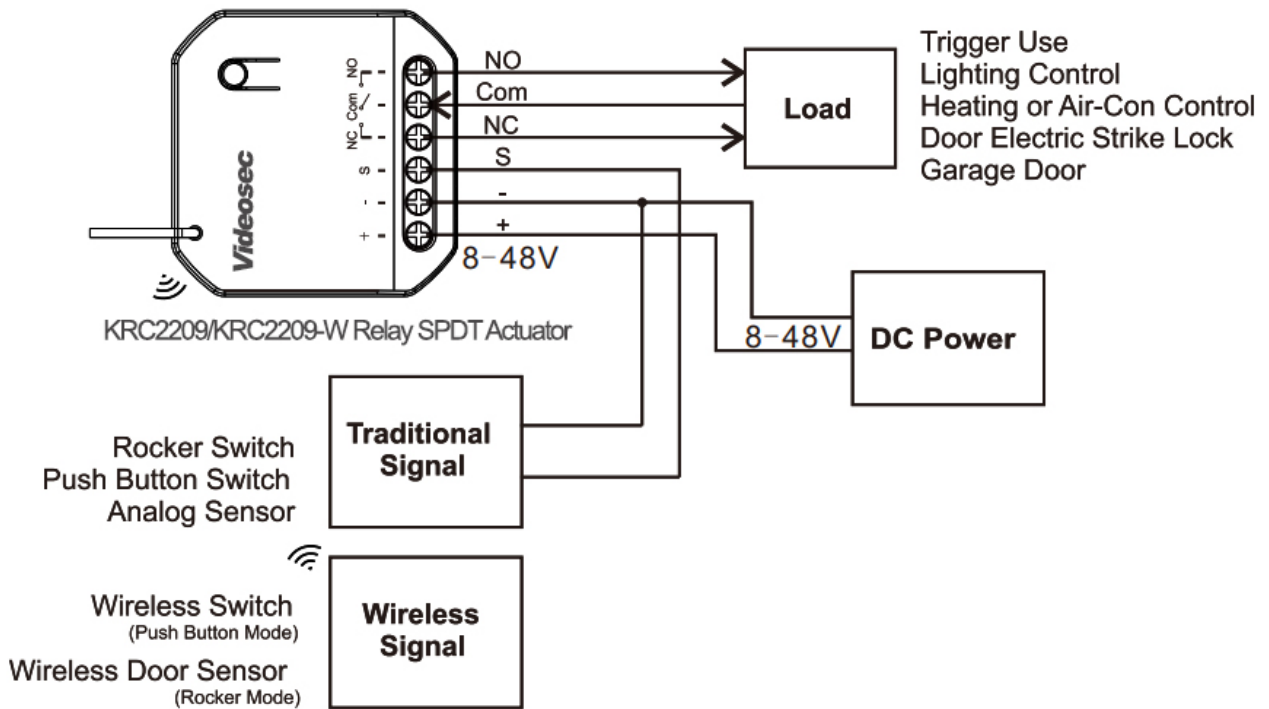 NO
Com
NC
S
-
+
Videosec
NO
Com
NC
S
-
+
8-48V
Load
Trigger Use
Lighting Control
Heating or Air-Con Control
Door Electric Strike Lock
Garage Door
KRC2209/KRC2209-W Relay SPDT Actuator
8-48V
DC Power
Rocker Switch
Push Button Switch
Analog Sensor
Traditional
Signal
Wireless Switch
(Push Button Mode)
Wireless Door Sensor
(Rocker Mode)
Wireless
Signal